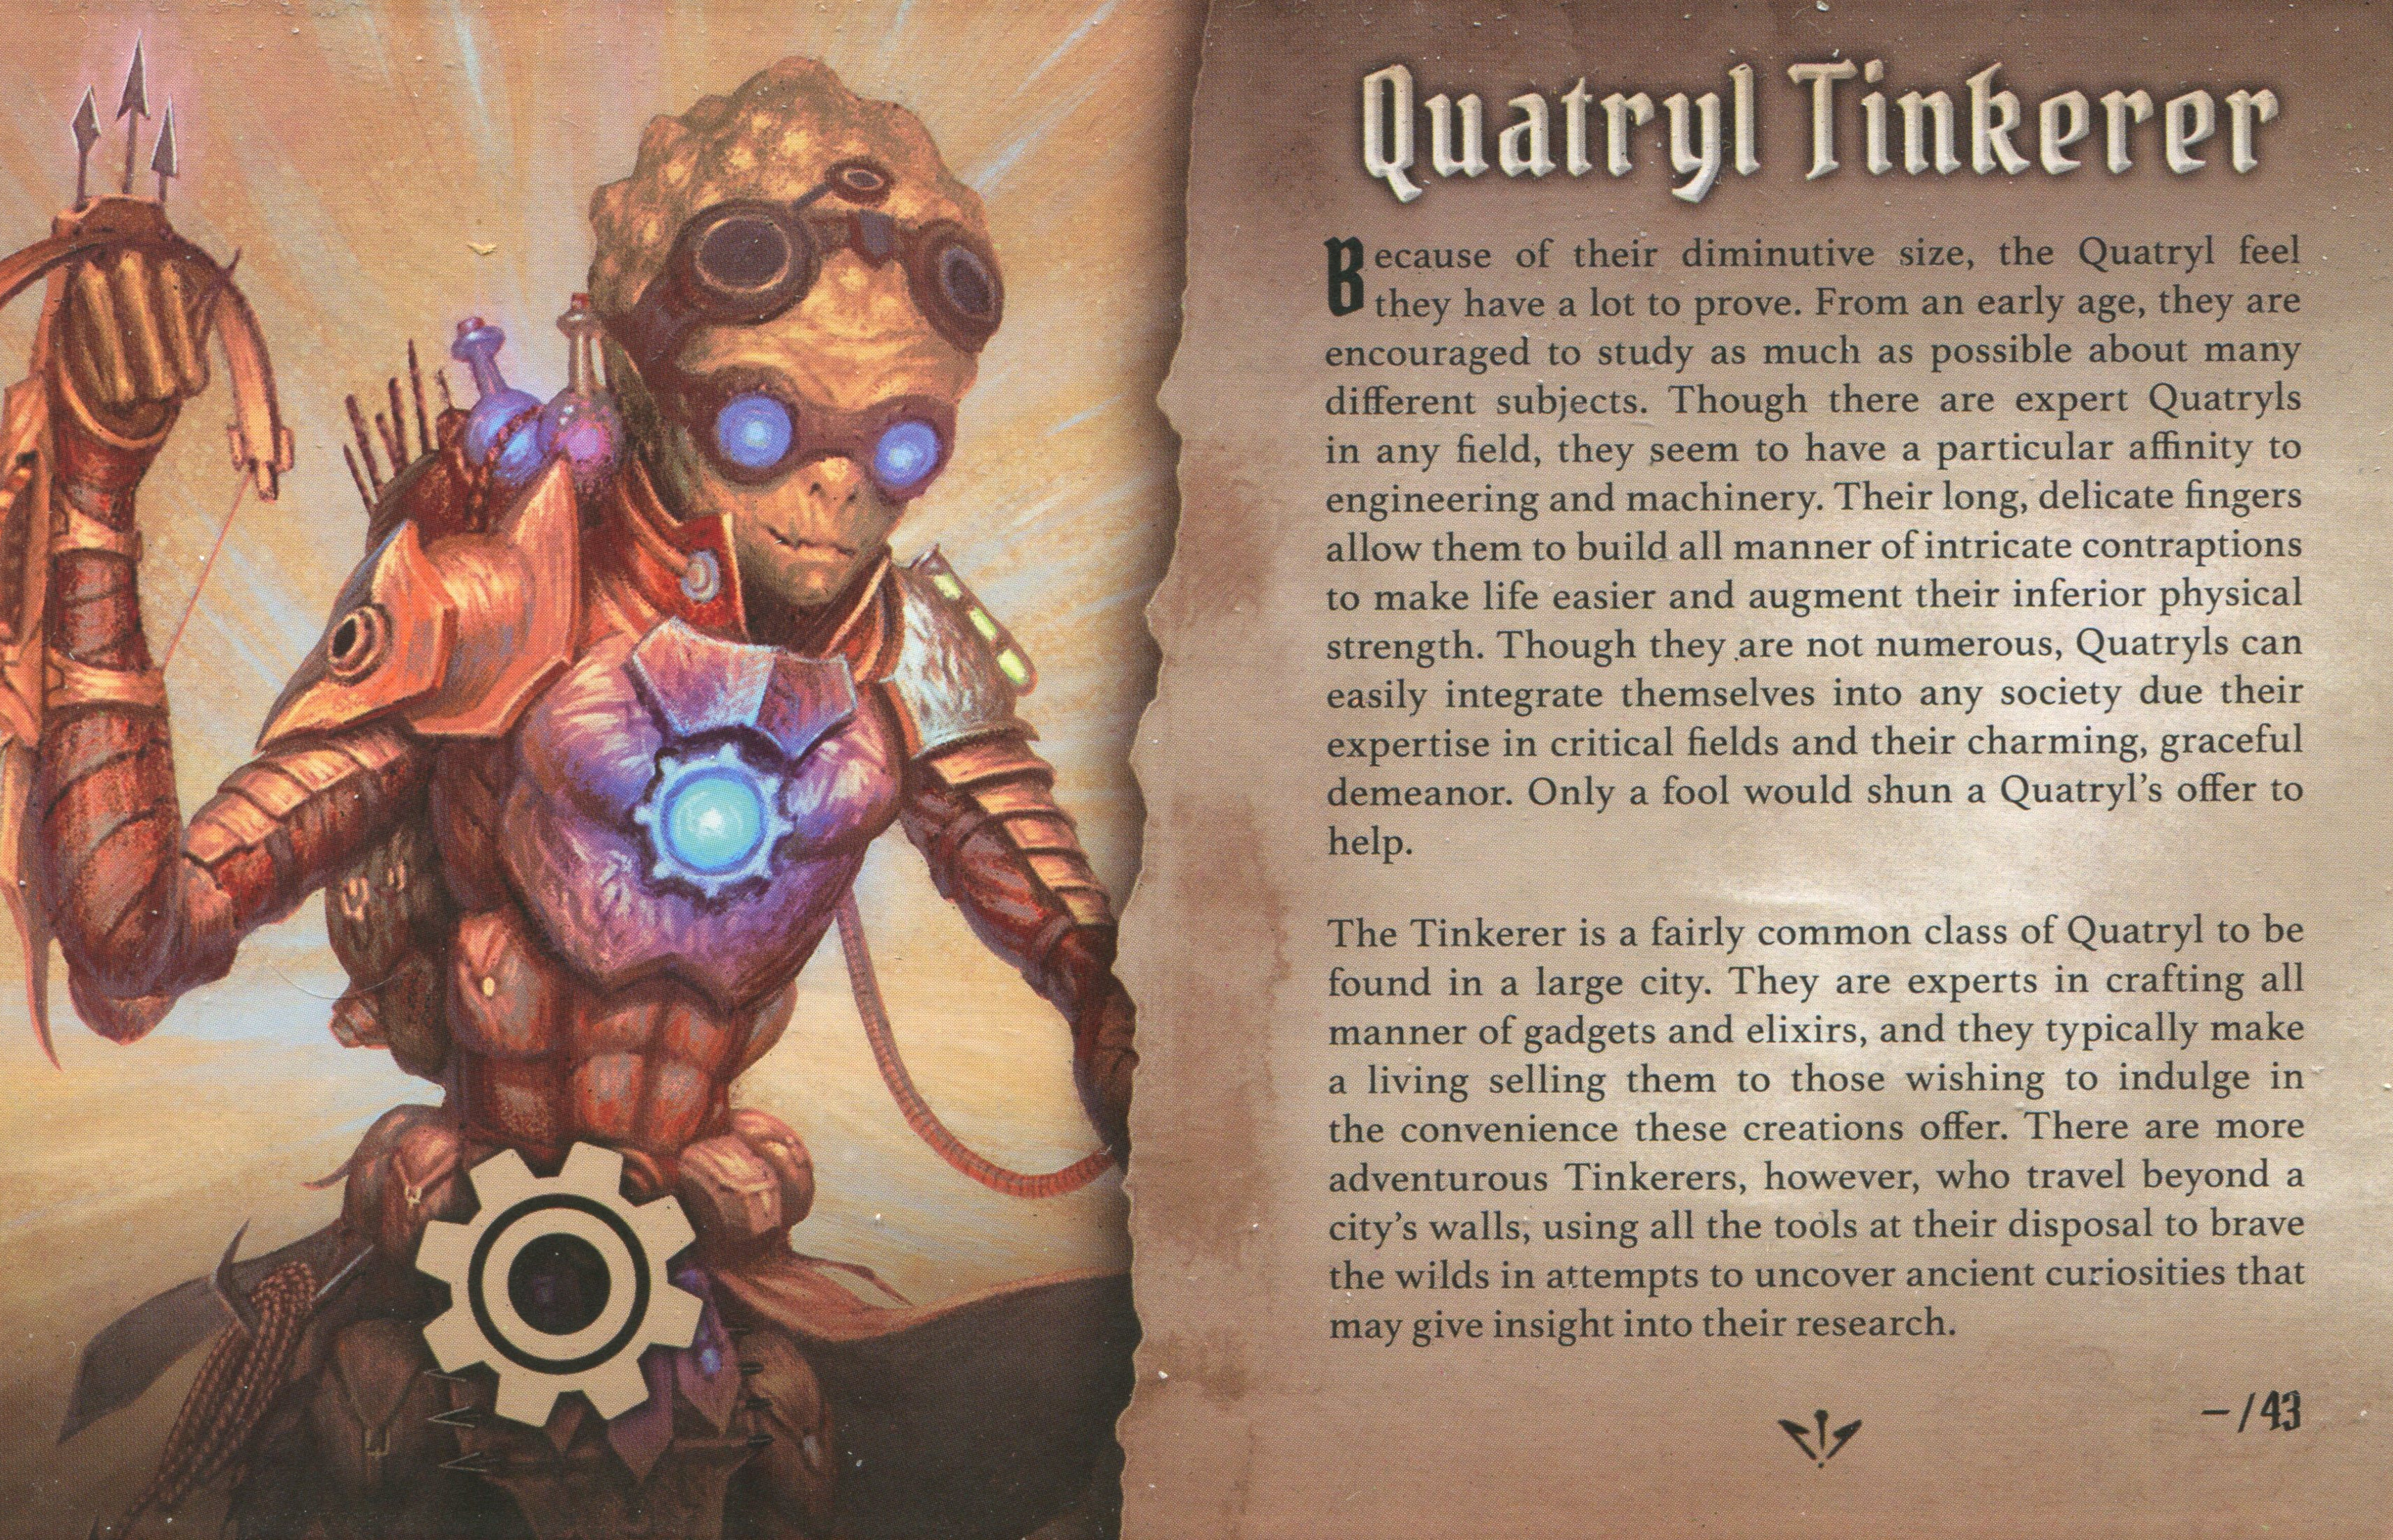 Quatryl Tinkerer
Because of their diminutive size, the Quatryl feel
they have a lot to prove. From an early age, they are
encouraged to study as much as possible about many
different subjects. Though there are expert Quatryls
in any field, they seem to have a particular affinity to
engineering and machinery. Their long, delicate fingers
allow them to build all manner of intricate contraptions
to make life easier and augment their inferior physical
strength. Though they are not numerous, Quatryls can
easily integrate themselves into any society due their
expertise in critical fields and their charming, graceful
demeanor. Only a fool would shun a Quatryl’s offer to
help.
The Tinkerer is a fairly common class of Quatryl to be
found in a large city. They are experts in crafting all
manner of gadgets and elixirs, and they typically make
a living selling them to those wishing to indulge in
the convenience these creations offer. There are more
adventurous Tinkerers, however, who travel beyond a
city’s walls, using all the tools at their disposal to brave
the wilds in attempts to uncover ancient curiosities that
may give insight into their research.
–/43